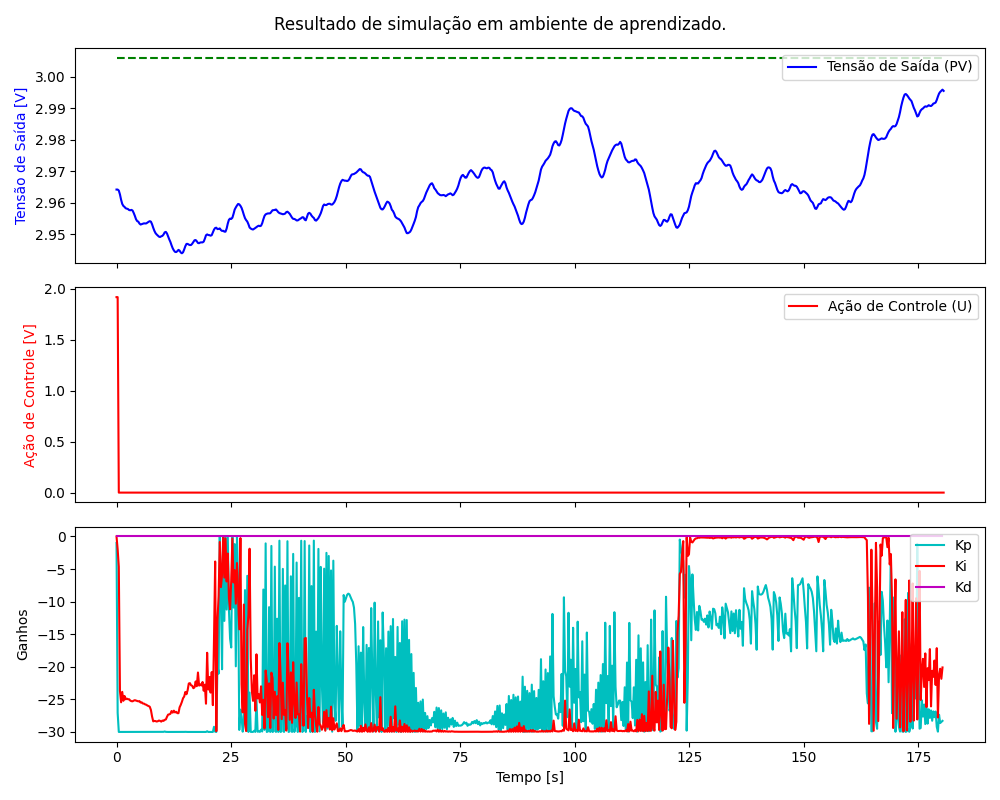 Resultado de simulação em ambiente de aprendizado.
Tensão de Saída [V]
3.00
2.99
2.98
2.97
2.96
2.95
Tensão de Saída (PV)
Ação de Controle [V]
2.0
1.5
1.0
0.5
0.0
Ação de Controle (U)
Ganhos
0
−5
−10
−15
−20
−25
−30
Kp
Ki
Kd
0
25
50
75
100
125
150
175
Tempo [s]